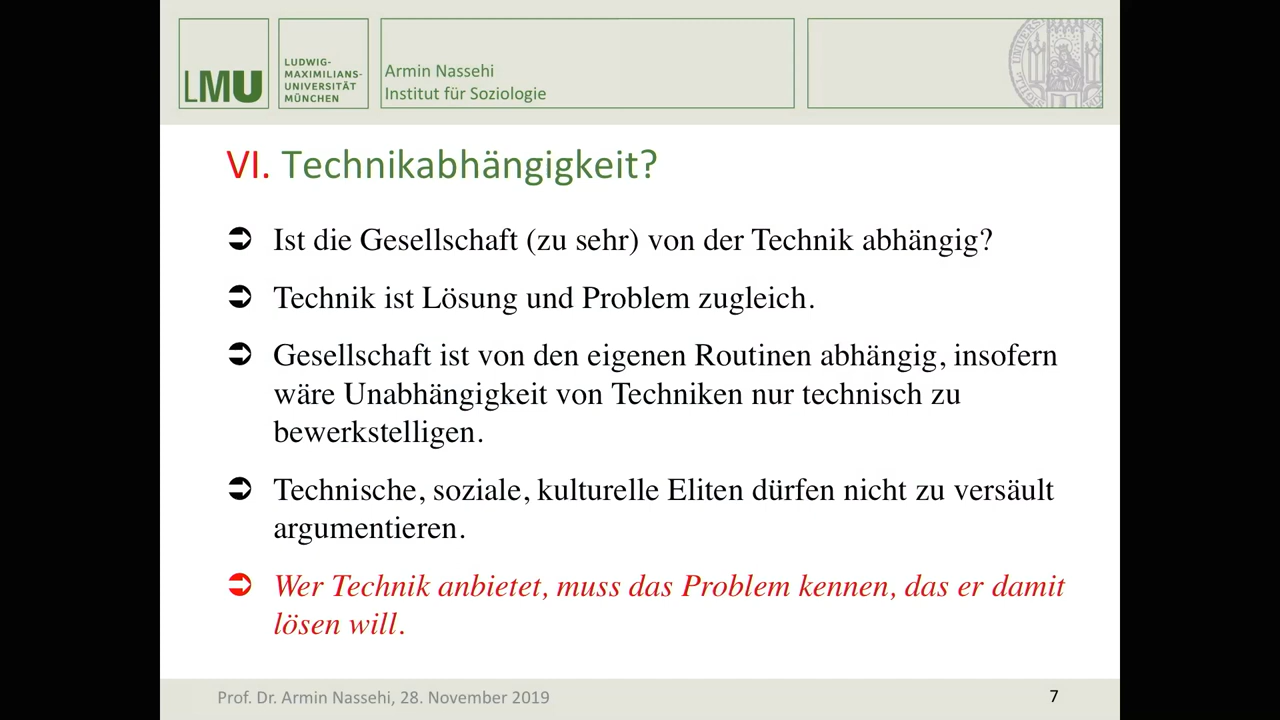 LMU
LUDWIG-
MAXIMILIANS-
UNIVERSITÄT
MÜNCHEN
Armin Nassehi
Institut für Soziologie
VI. Technikabhängigkeit?
Ist die Gesellschaft (zu sehr) von der Technik abhängig?
Technik ist Lösung und Problem zugleich.
Gesellschaft ist von den eigenen Routinen abhängig, insofern
wäre Unabhängigkeit von Techniken nur technisch zu
bewerkstelligen.
Technische, soziale, kulturelle Eliten dürfen nicht zu versäult
argumentieren.
Wer Technik anbietet, muss das Problem kennen, das er damit
lösen will.
Prof. Dr. Armin Nassehi, 28. November 2019
7